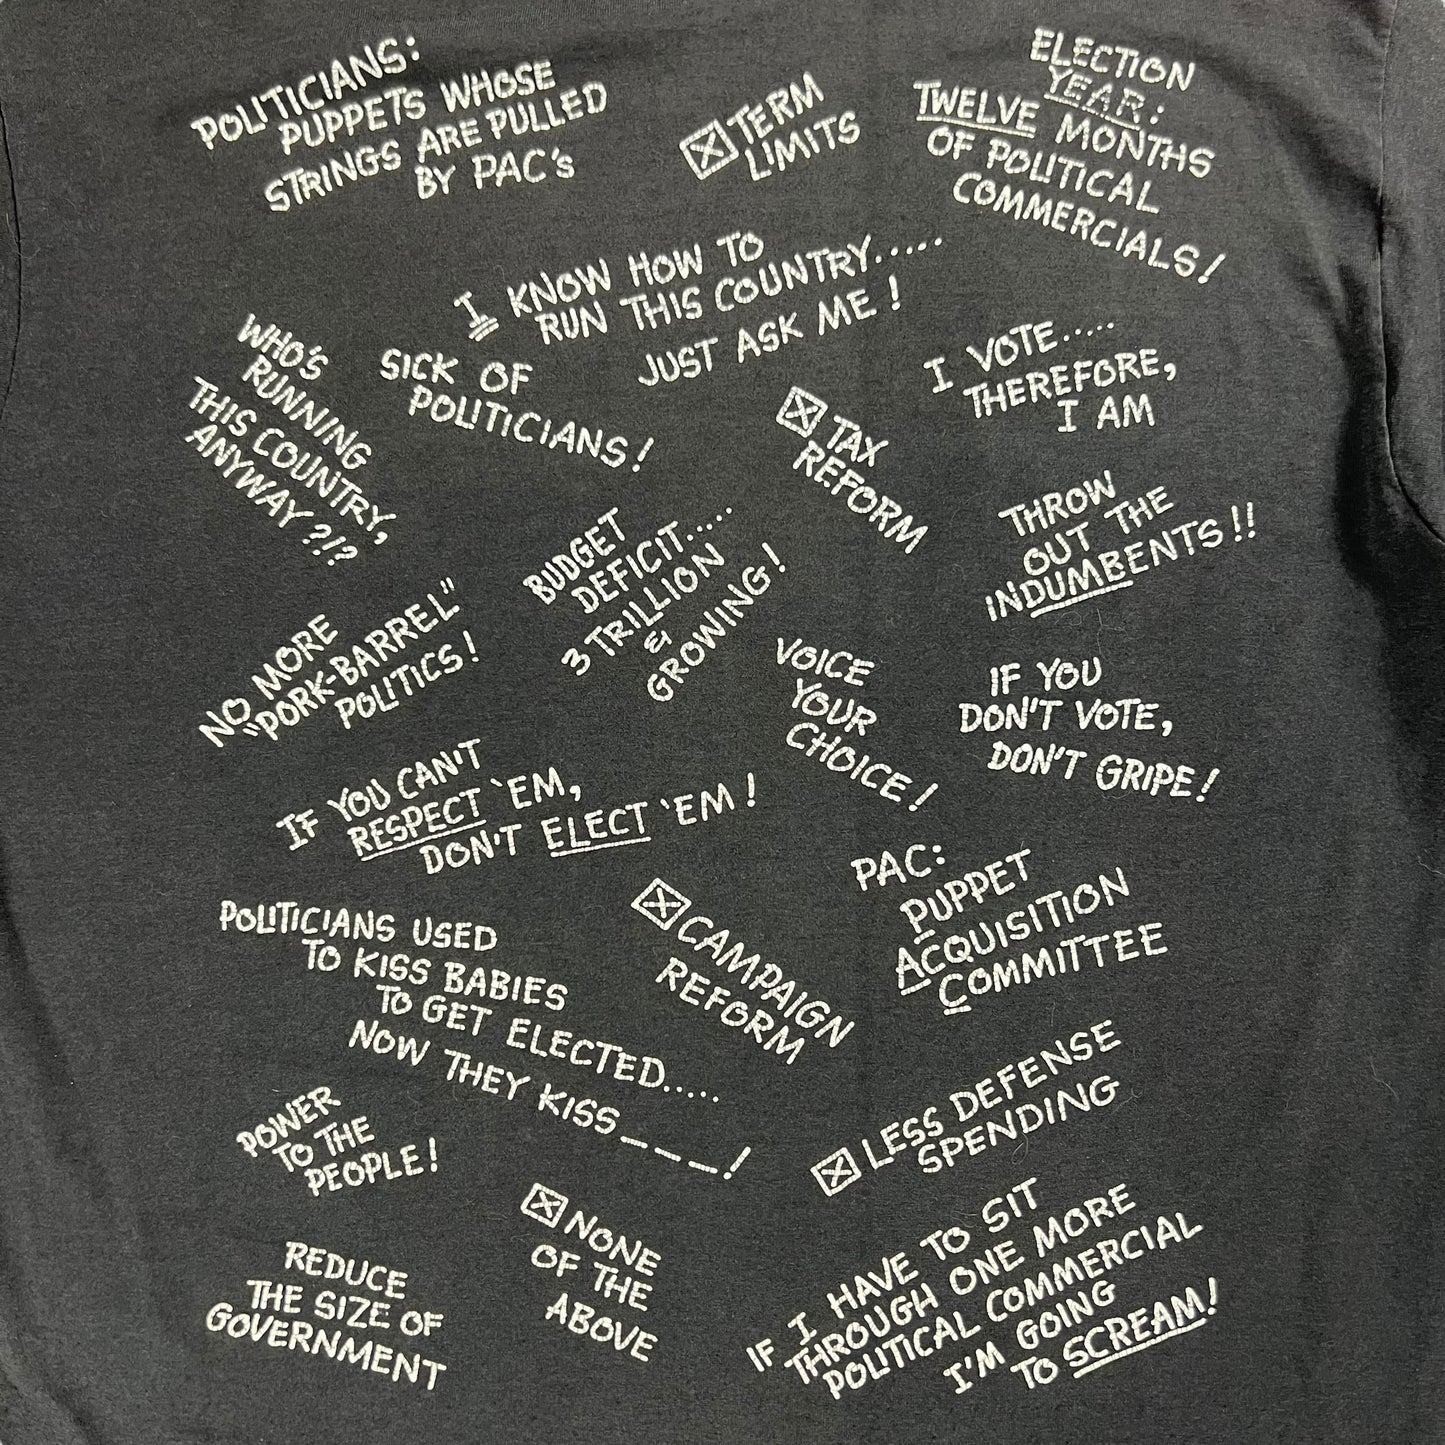 POLITICIANS:
PUPPETS WHOSE
STRINGS ARE PULLED
BY PAC's
☒ TERM
LIMITS
ELECTION
YEAR:
TWELVE MONTHS
OF POLITICAL
COMMERCIALS!
I KNOW HOW TO
RUN THIS COUNTRY.....
JUST ASK ME!
WHO'S
RUNNING
THIS COUNTRY,
ANYWAY?!?
SICK OF
POLITICIANS!
☒ TAX
REFORM
I VOTE.....
THEREFORE,
I AM
BUDGET
DEFICIT.....
3 TRILLION
&
GROWING!
THROW
OUT THE
INDUMBENTS!!
NO MORE
"PORK-BARREL"
POLITICS!
VOICE
YOUR
CHOICE!
IF YOU
DON'T VOTE,
DON'T GRIPE!
IF YOU CAN'T
RESPECT 'EM,
DON'T ELECT 'EM!
PAC:
PUPPET
ACQUISITION
COMMITTEE
POLITICIANS USED
TO KISS BABIES
TO GET ELECTED.....
NOW THEY KISS _ _ _!
☒ CAMPAIGN
REFORM
POWER
TO THE
PEOPLE!
☒ LESS DEFENSE
SPENDING
☒ NONE
OF THE
ABOVE
REDUCE
THE SIZE OF
GOVERNMENT
IF I HAVE TO SIT
THROUGH ONE MORE
POLITICAL COMMERCIAL
I'M GOING
TO SCREAM!